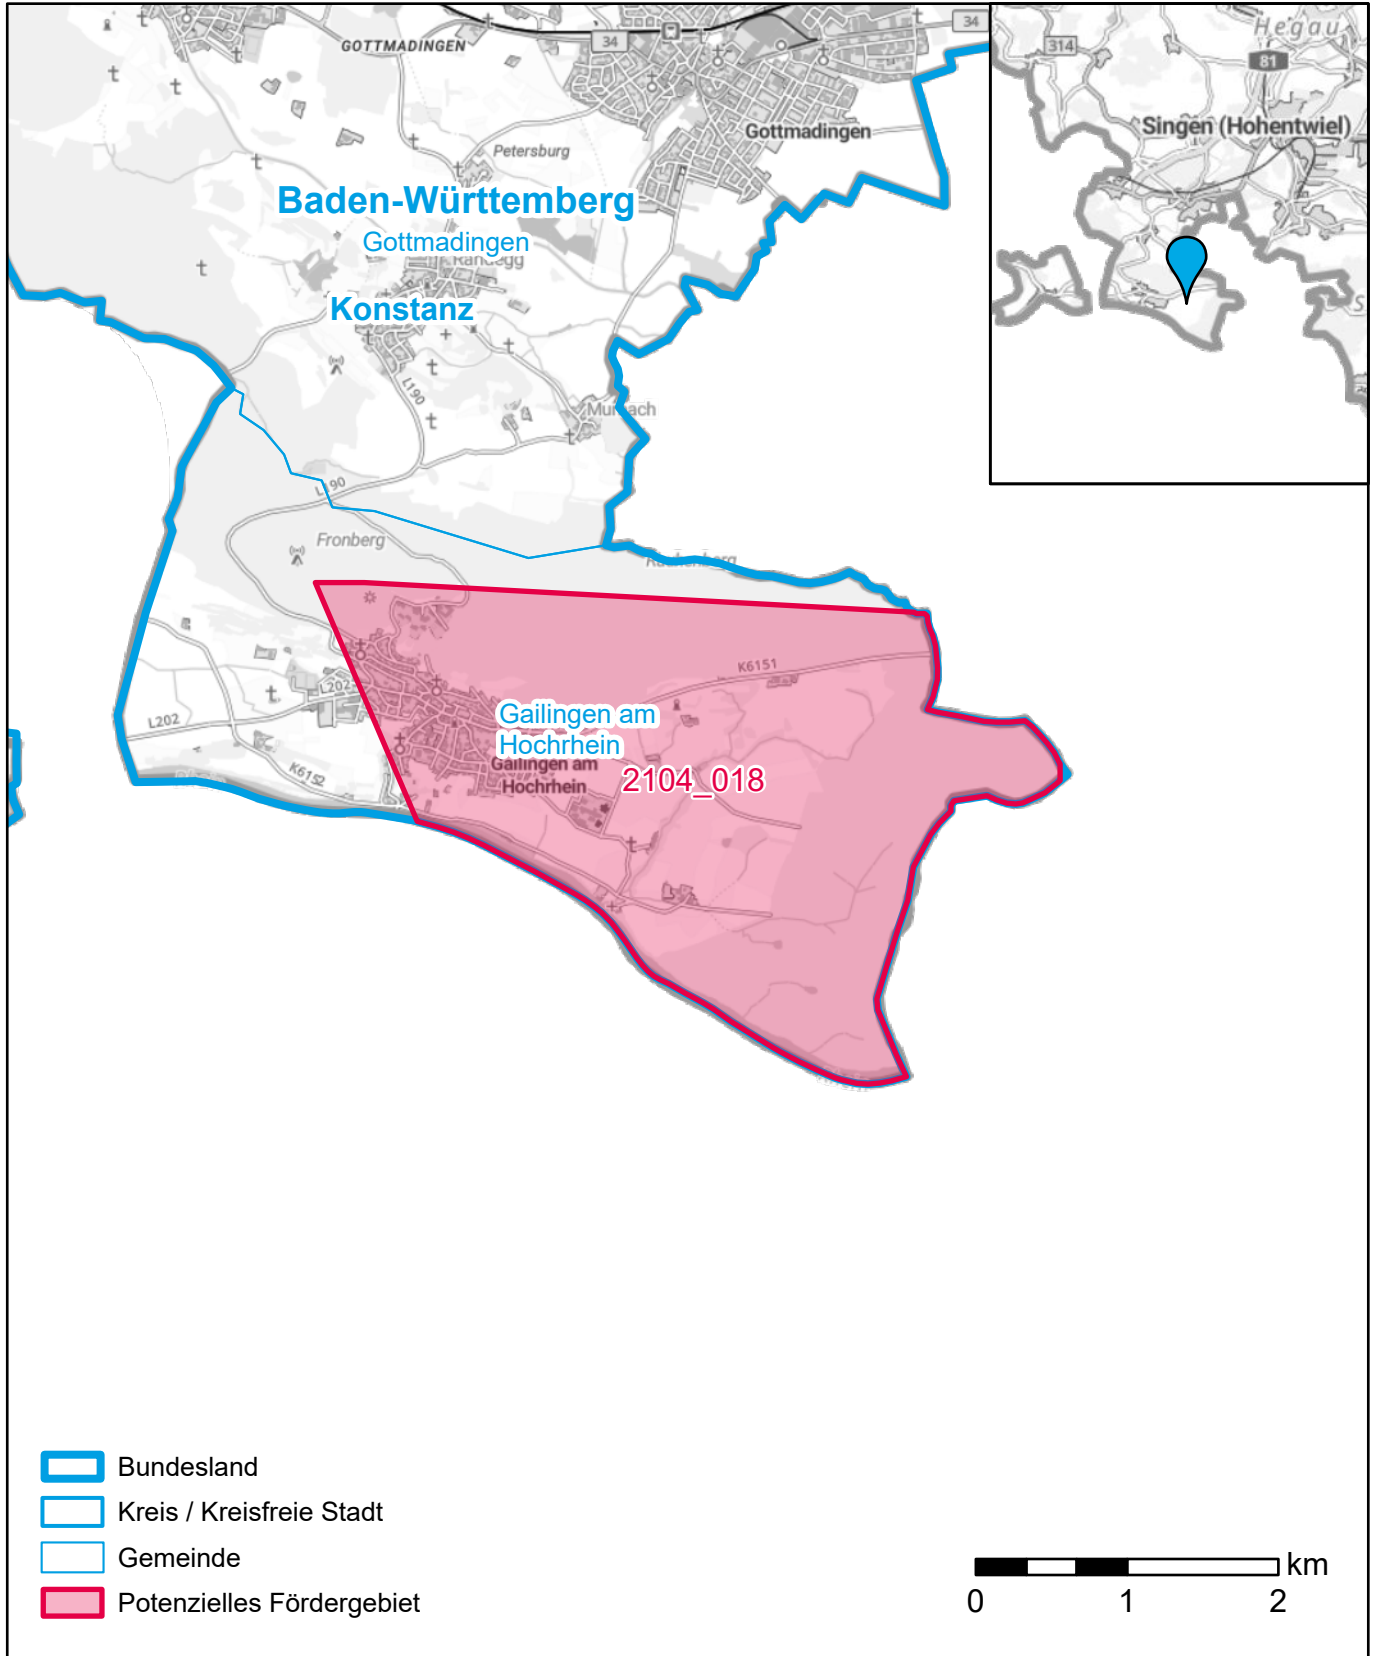 GOTTMADINGEN
34
34
Gottmadingen
Petersburg
Baden-Württemberg
Gottmadingen
Randegg
Konstanz
L190
L190
Fronberg
L202
L202
K6152
K6151
Gailingen am
Hochrhein
Gailingen am
Hochrhein
2104_018
Hegau
314
81
Singen (Hohentwiel)
Bundesland
Kreis / Kreisfreie Stadt
Gemeinde
Potenzielles Fördergebiet
km
0 1 2